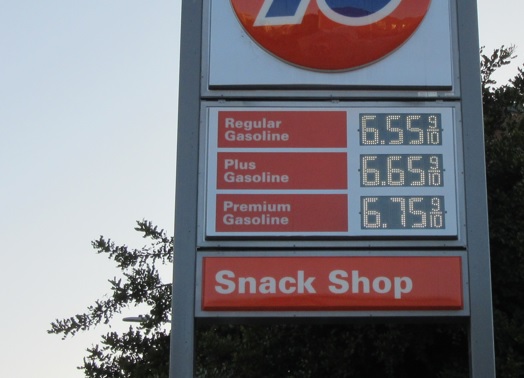 76
Regular
Gasoline
6.55 9/10
Plus
Gasoline
6.65 9/10
Premium
Gasoline
6.75 9/10
Snack Shop